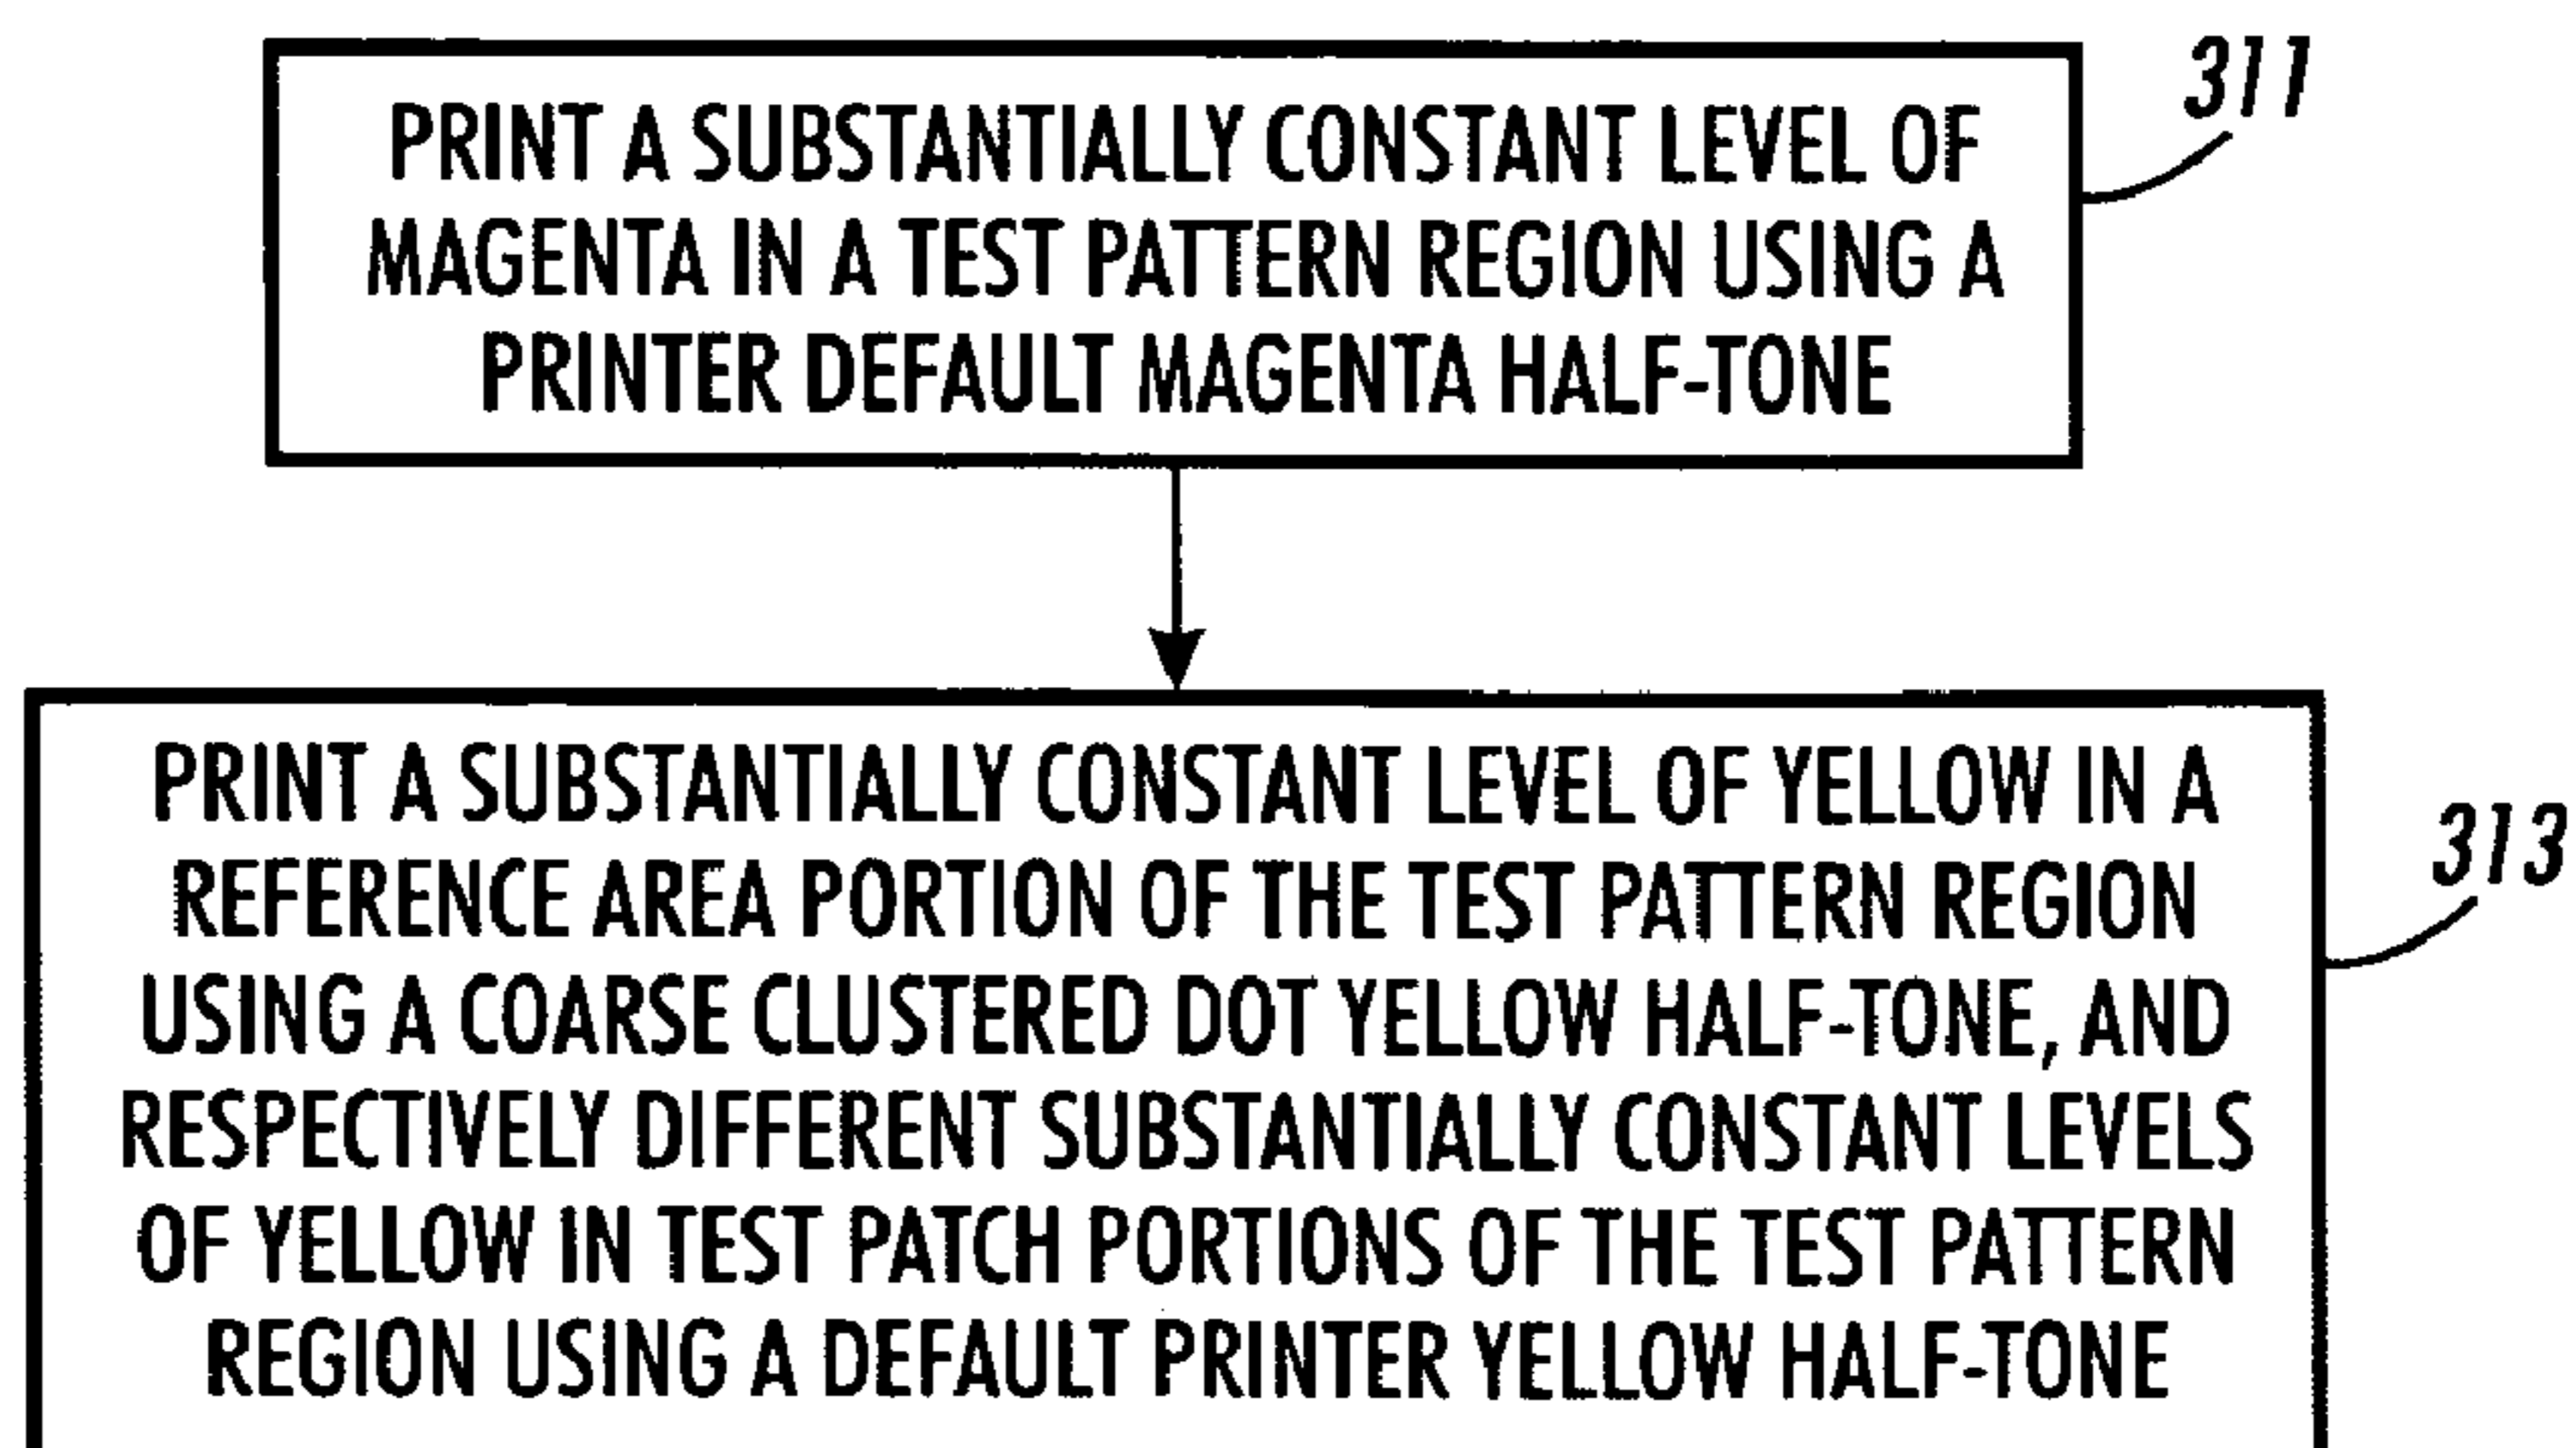 PRINT A SUBSTANTIALLY CONSTANT LEVEL OF
MAGENTA IN A TEST PATTERN REGION USING A
PRINTER DEFAULT MAGENTA HALF-TONE
311
PRINT A SUBSTANTIALLY CONSTANT LEVEL OF YELLOW IN A
REFERENCE AREA PORTION OF THE TEST PATTERN REGION
USING A COARSE CLUSTERED DOT YELLOW HALF-TONE, AND
RESPECTIVELY DIFFERENT SUBSTANTIALLY CONSTANT LEVELS
OF YELLOW IN TEST PATCH PORTIONS OF THE TEST PATTERN
REGION USING A DEFAULT PRINTER YELLOW HALF-TONE
313